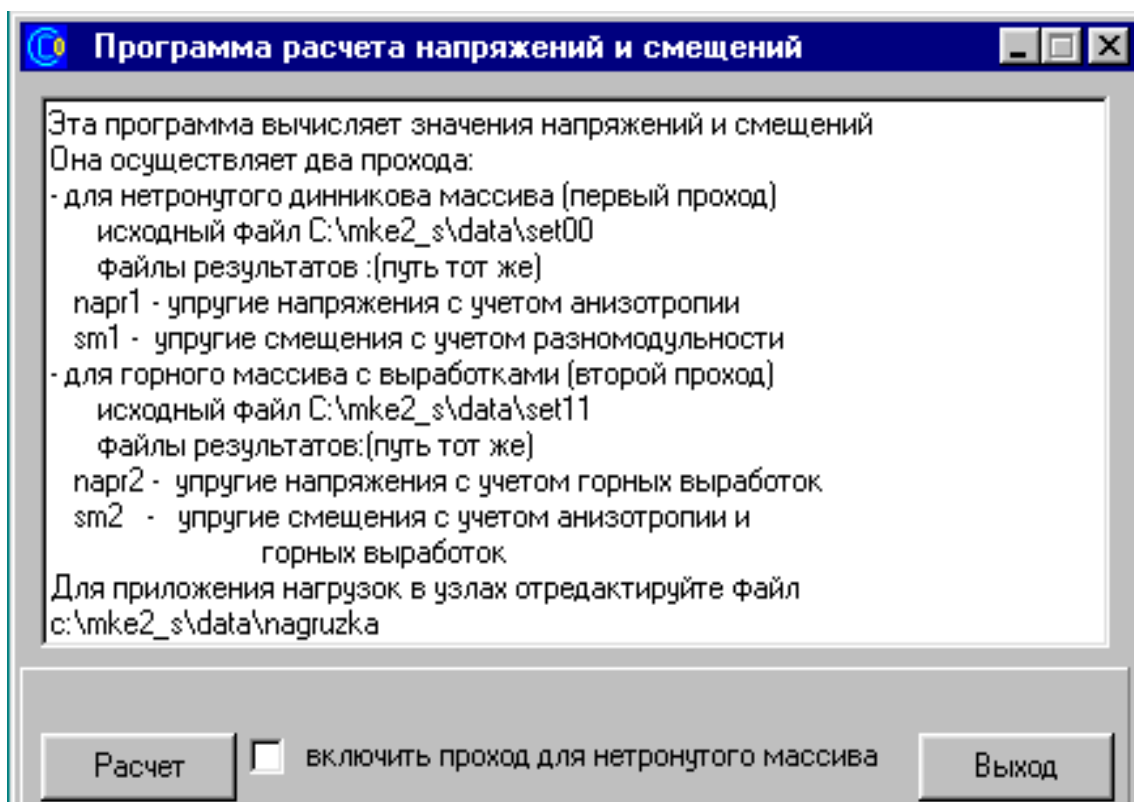 Программа расчета напряжений и смещений
Эта программа вычисляет значения напряжений и смещений
Она осуществляет два прохода:
- для нетронутого динникова массива (первый проход)
исходный файл C:\mke2_s\data\set00
файлы результатов :(путь тот же)
napr1 - упругие напряжения с учетом анизотропии
sm1 - упругие смещения с учетом разномодульности
- для горного массива с выработками (второй проход)
исходный файл C:\mke2_s\data\set11
файлы результатов:(путь тот же)
napr2 - упругие напряжения с учетом горных выработок
sm2 - упругие смещения с учетом анизотропии и
горных выработок
Для приложения нагрузок в узлах отредактируйте файл
c:\mke2_s\data\nagruzka
Расчет включить проход для нетронутого массива Выход